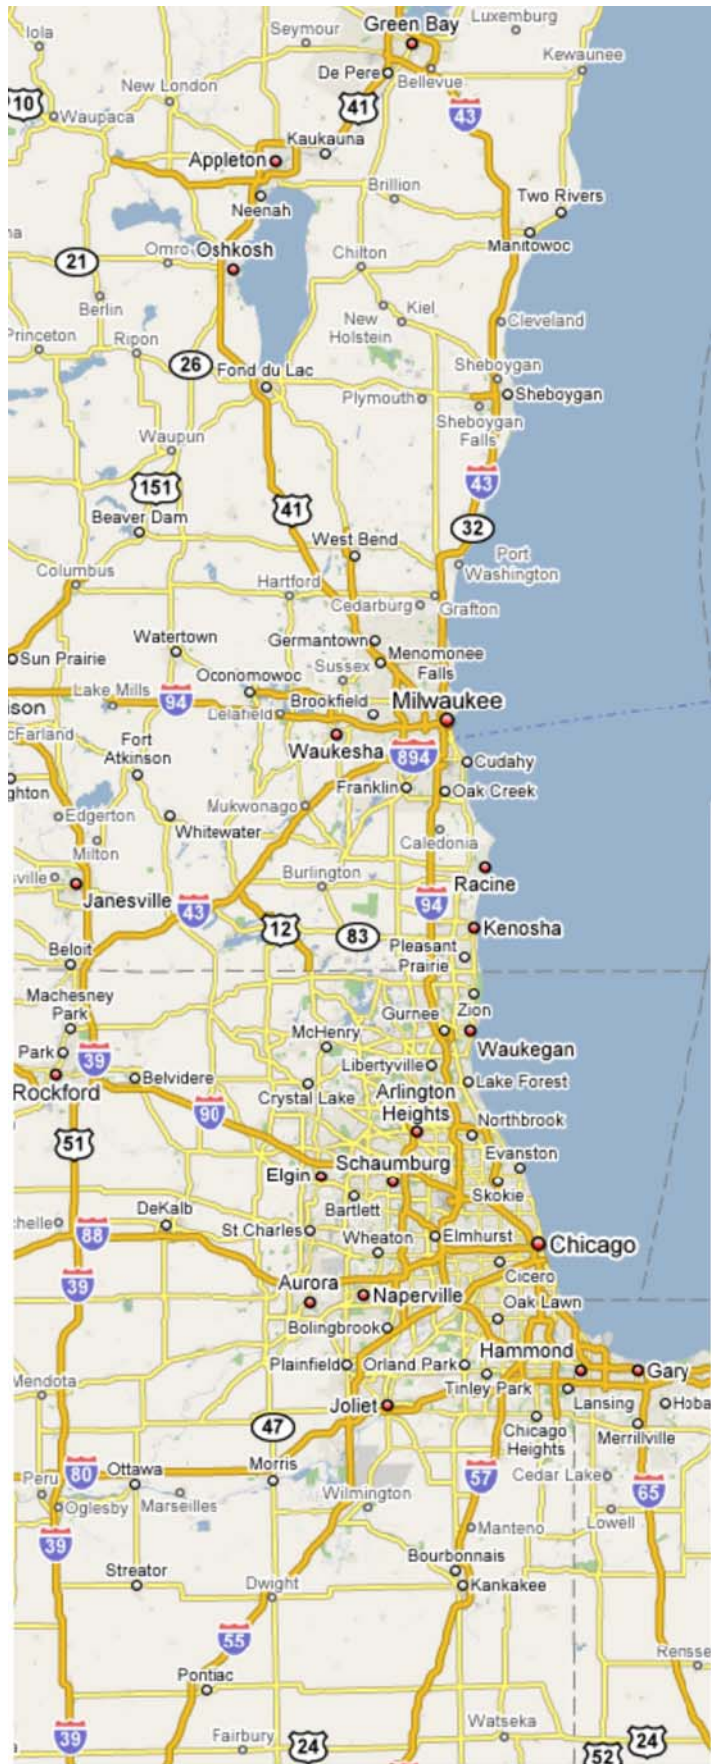 Luxemburg
Green Bay
Iola
Seymour
Kewaunee
De Pere
Bellevue
New London
10
41
43
Waupaca
Kaukauna
Appleton
Brillion
Two Rivers
Neenah
Manitowoc
Omro
Oshkosh
Chilton
21
Berlin
Kiel
New
Holstein
Cleveland
Princeton
Ripon
26
Fond du Lac
Sheboygan
Plymouth
Sheboygan
Sheboygan
Falls
Waupun
151
43
41
Beaver Dam
32
West Bend
Port
Washington
Columbus
Hartford
Cedarburg
Grafton
Watertown
Germantown
Sun Prairie
Sussex
Menomonee
Falls
Oconomowoc
Lake Mills
94
Brookfield
Milwaukee
ison
Delafield
cFarland
Fort
Atkinson
Waukesha
894
Cudahy
ghton
Franklin
Oak Creek
Mukwonago
Edgerton
Whitewater
Caledonia
Milton
Burlington
Racine
sville
Janesville
43
94
12
83
Kenosha
Beloit
Pleasant
Prairie
Machesney
Park
Zion
Gurnee
McHenry
Waukegan
Park
39
Libertyville
Rockford
Belvidere
Crystal Lake
Lake Forest
Arlington
Heights
90
Northbrook
51
Evanston
Elgin
Schaumburg
Skokie
DeKalb
Bartlett
chelle
88
St Charles
Wheaton
Elmhurst
Chicago
39
Aurora
Cicero
Naperville
Oak Lawn
Bolingbrook
Hammond
Plainfield
Orland Park
Gary
Mendota
Tinley Park
Lansing
Hoba
Joliet
47
Chicago
Heights
Merrillville
80
Peru
Ottawa
Morris
57
Cedar Lake
65
Oglesby
Marseilles
Wilmington
Lowell
39
Manteno
Streator
Bourbonnais
Dwight
Kankakee
55
Rensse
Pontiac
Watseka
39
Fairbury
24
24
52